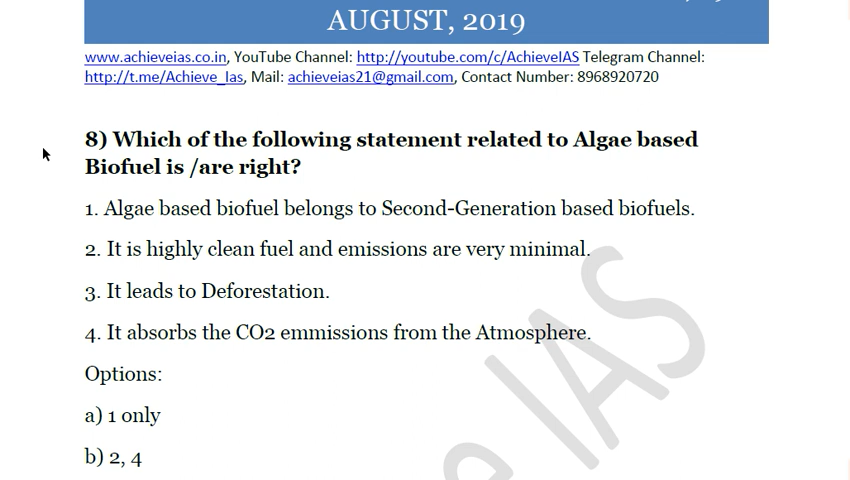 AUGUST, 2019
www.achieveias.co.in, YouTube Channel: http://youtube.com/c/AchieveIAS Telegram Channel:
http://t.me/Achieve_Ias, Mail: achieveias21@gmail.com, Contact Number: 8968920720
8) Which of the following statement related to Algae based
Biofuel is /are right?
1. Algae based biofuel belongs to Second-Generation based biofuels.
2. It is highly clean fuel and emissions are very minimal.
3. It leads to Deforestation.
4. It absorbs the CO2 emmissions from the Atmosphere.
Options:
a) 1 only
b) 2, 4
IAS